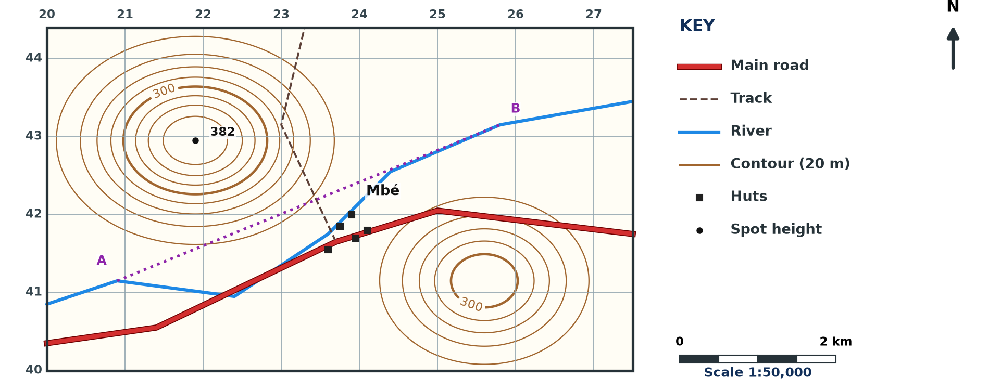 20 21 22 23 24 25 26 27
N
KEY
44
Main road
300
Track
B
382
43
River
Contour (20 m)
Mbé
Huts
42
Spot height
A
41
300
0 2 km
40
Scale 1:50,000